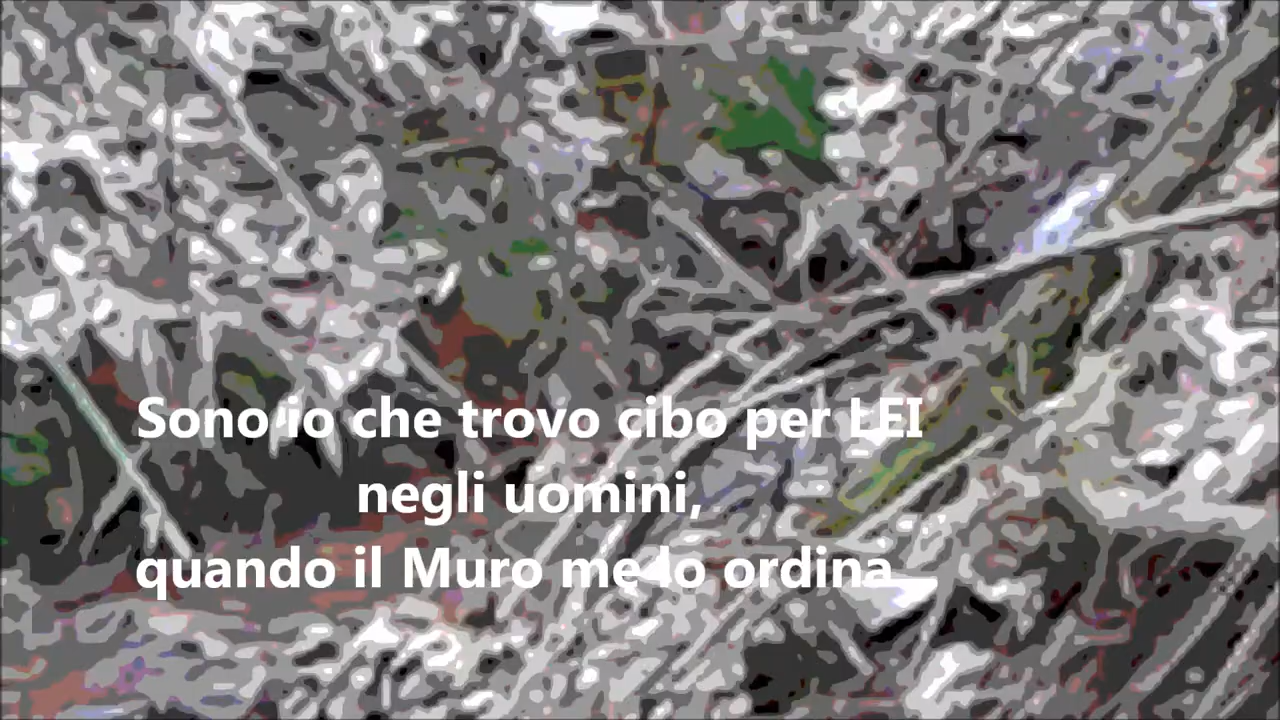 Sono io che trovo cibo per LEI
negli uomini,
quando il Muro me lo ordina